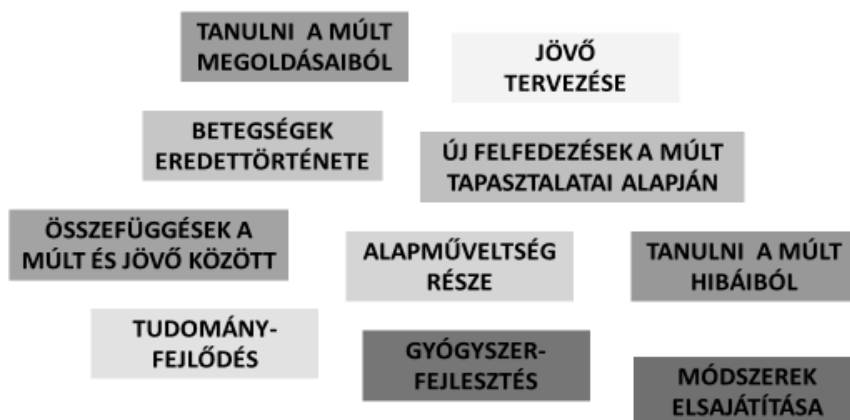 TANULNI A MÚLT
MEGOLDÁSAIBÓL
JÖVŐ
TERVEZÉSE
BETEGSÉGEK
EREDETTÖRTÉNETE
ÚJ FELFEDEZÉSEK A MÚLT
TAPASZTALATAI ALAPJÁN
ÖSSZEFÜGGÉSEK A
MÚLT ÉS JÖVŐ KÖZÖTT
ALAPMŰVELTSÉG
RÉSZE
TANULNI A MÚLT
HIBÁIBÓL
TUDOMÁNY-
FEJLŐDÉS
GYÓGYSZER-
FEJLESZTÉS
MÓDSZEREK
ELSAJÁTÍTÁSA